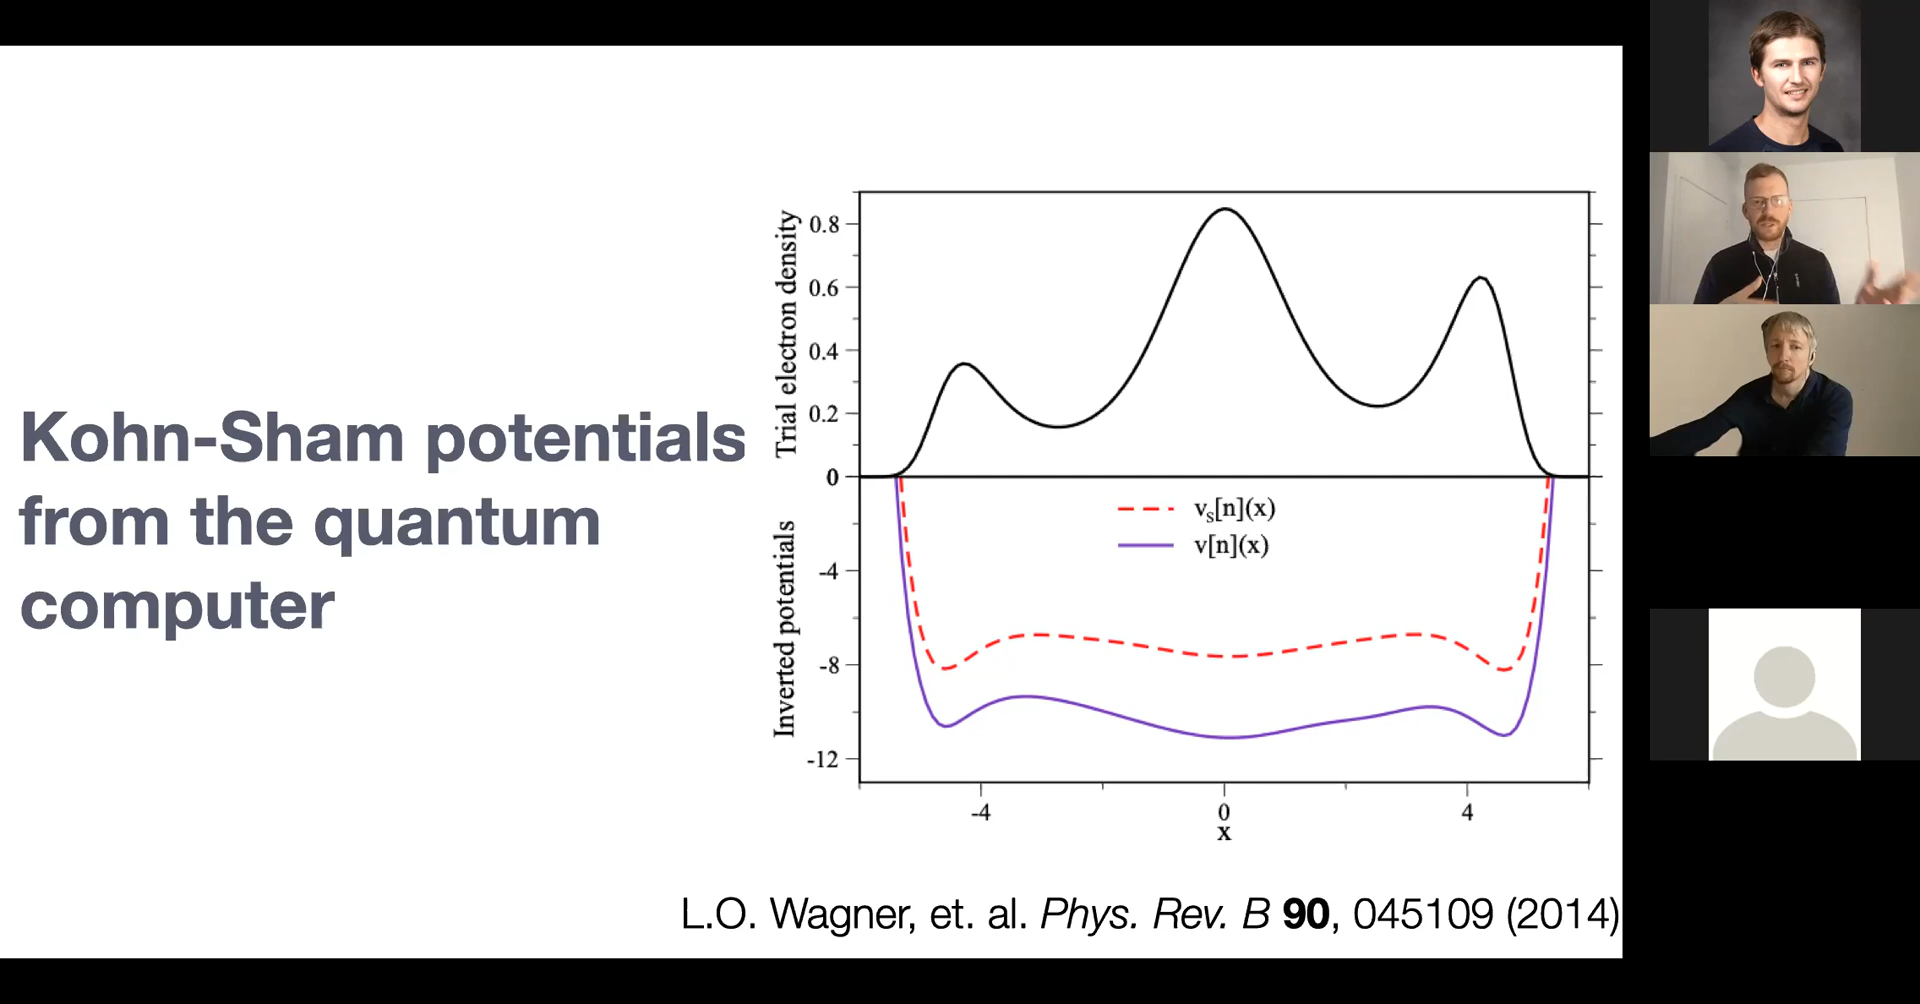 Kohn-Sham potentials
from the quantum
computer
Trial electron density
0.8
0.6
0.4
0.2
0
Inverted potentials
-4
-8
-12
vs[n](x)
v[n](x)
-4
0
4
x
L.O. Wagner, et. al. Phys. Rev. B 90, 045109 (2014)